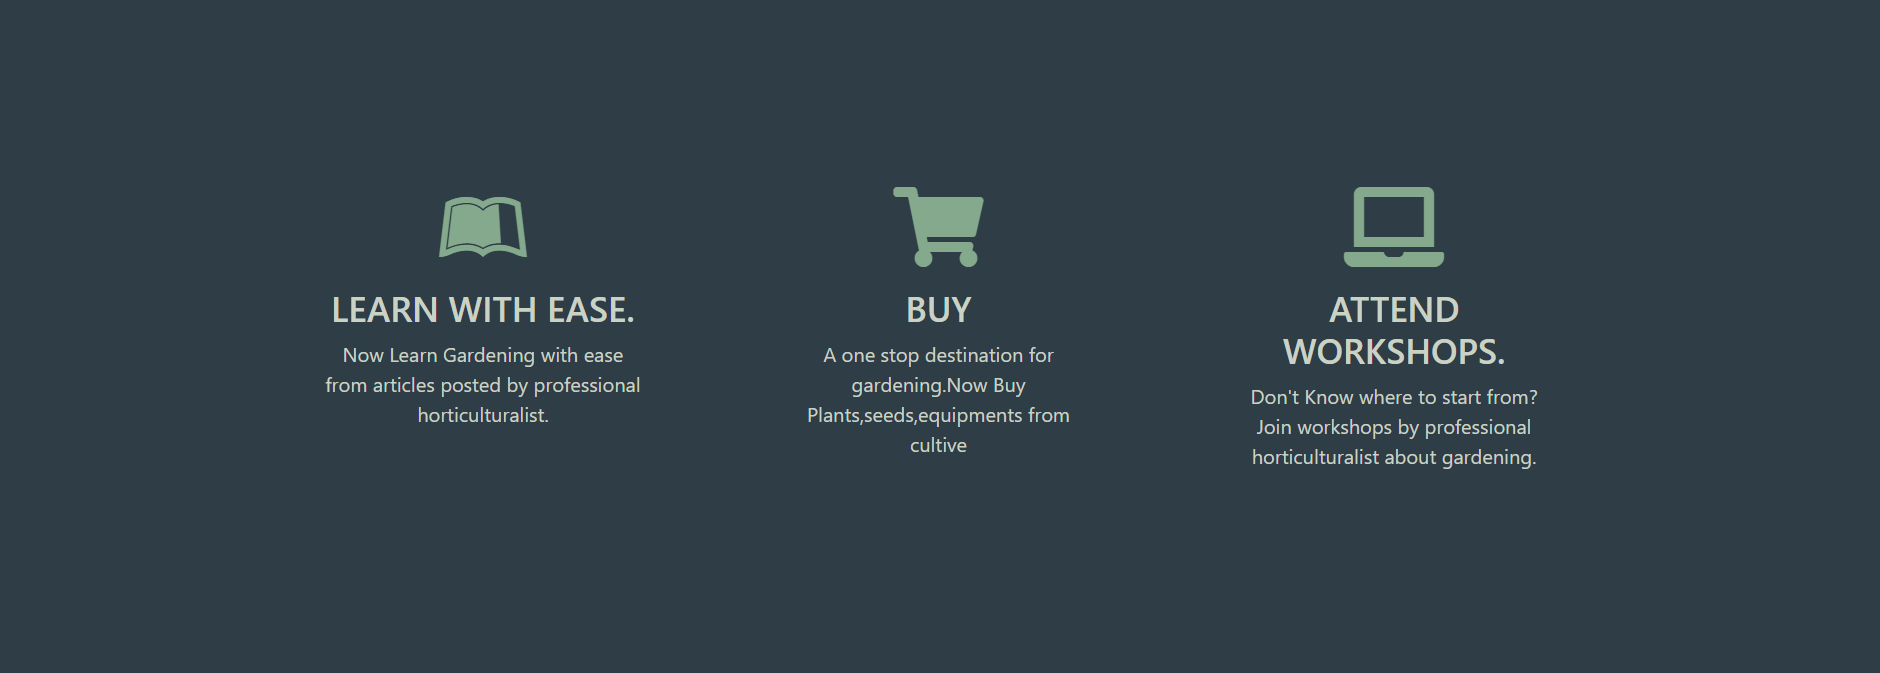 LEARN WITH EASE.
Now Learn Gardening with ease
from articles posted by professional
horticulturalist.
BUY
A one stop destination for
gardening.Now Buy
Plants,seeds,equipments from
cultive
ATTEND
WORKSHOPS.
Don't Know where to start from?
Join workshops by professional
horticulturalist about gardening.